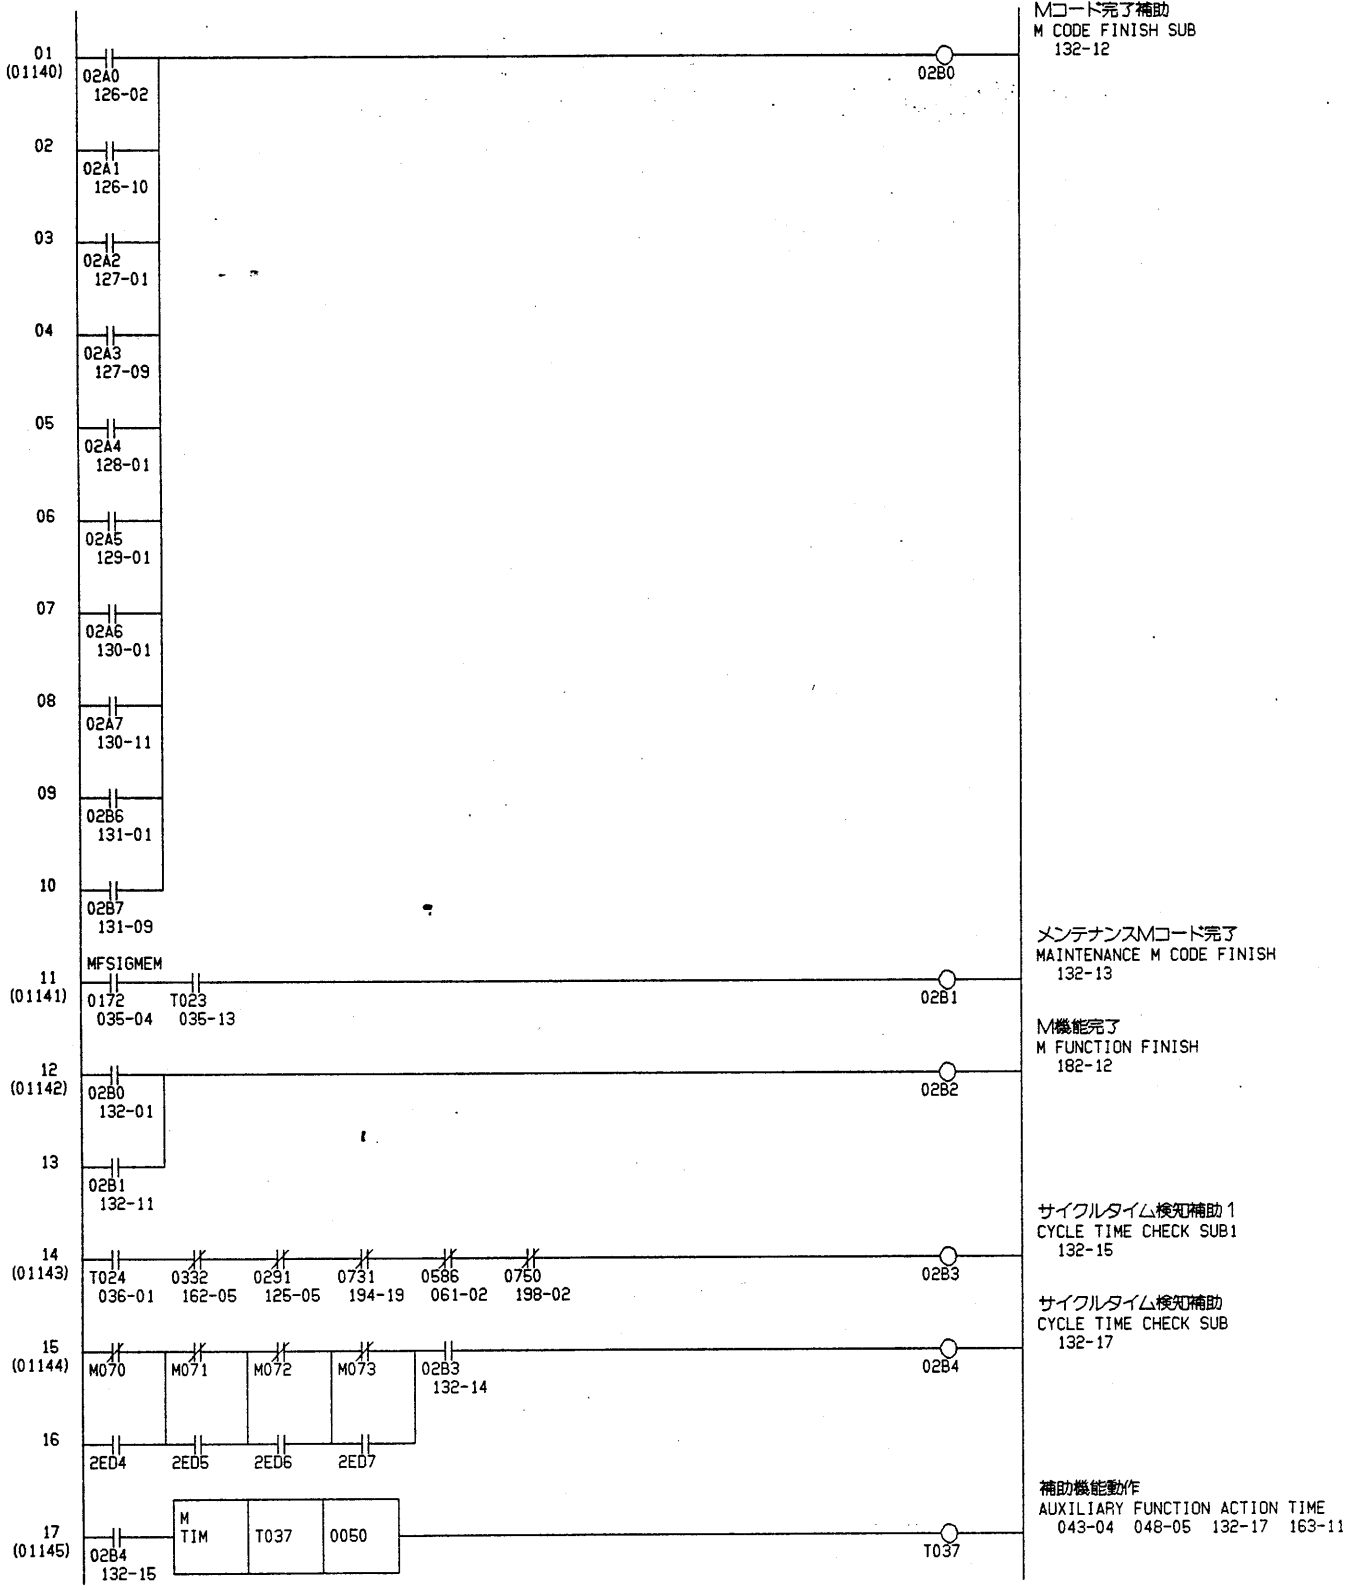 Mコード完了補助
M CODE FINISH SUB
132-12
01
(01140)
02A0
126-02
02B0
02
02A1
126-10
03
02A2
127-01
04
02A3
127-09
05
02A4
128-01
06
02A5
129-01
07
02A6
130-01
08
02A7
130-11
09
02B6
131-01
10
02B7
131-09
メンテナンスMコード完了
MAINTENANCE M CODE FINISH
132-13
MFSIGMEM
11
(01141)
0172 T023
035-04 035-13
02B1
M機能完了
M FUNCTION FINISH
182-12
12
(01142)
02B0
132-01
02B2
13
02B1
132-11
サイクルタイム検知補助1
CYCLE TIME CHECK SUB1
132-15
14
(01143)
T024 0332 0291 0731 0586 0750
036-01 162-05 125-05 194-19 061-02 198-02
02B3
サイクルタイム検知補助
CYCLE TIME CHECK SUB
132-17
15
(01144)
M070 M071 M072 M073 02B3
132-14
02B4
16
2ED4 2ED5 2ED6 2ED7
補助機能動作
AUXILIARY FUNCTION ACTION TIME
043-04 048-05 132-17 163-11
17
(01145)
02B4
132-15
M
TIM T037 0050
T037